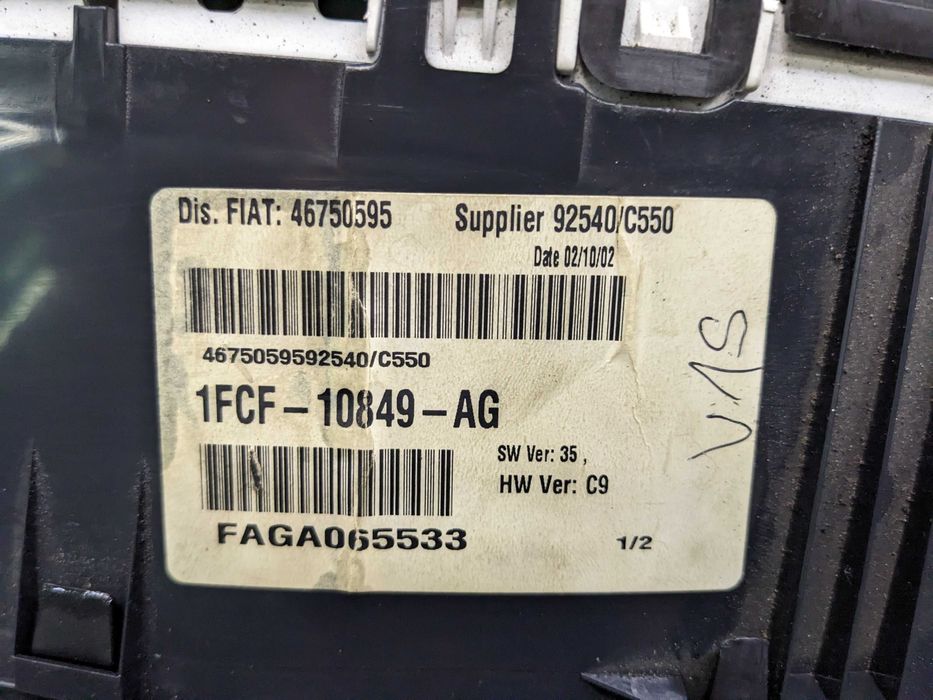 Dis. FIAT: 46750595 Supplier 92540/C550
Date 02/10/02
4675059592540/C550
1FCF-10849-AG
SW Ver: 35 ,
HW Ver: C9
FAGA065533
1/2